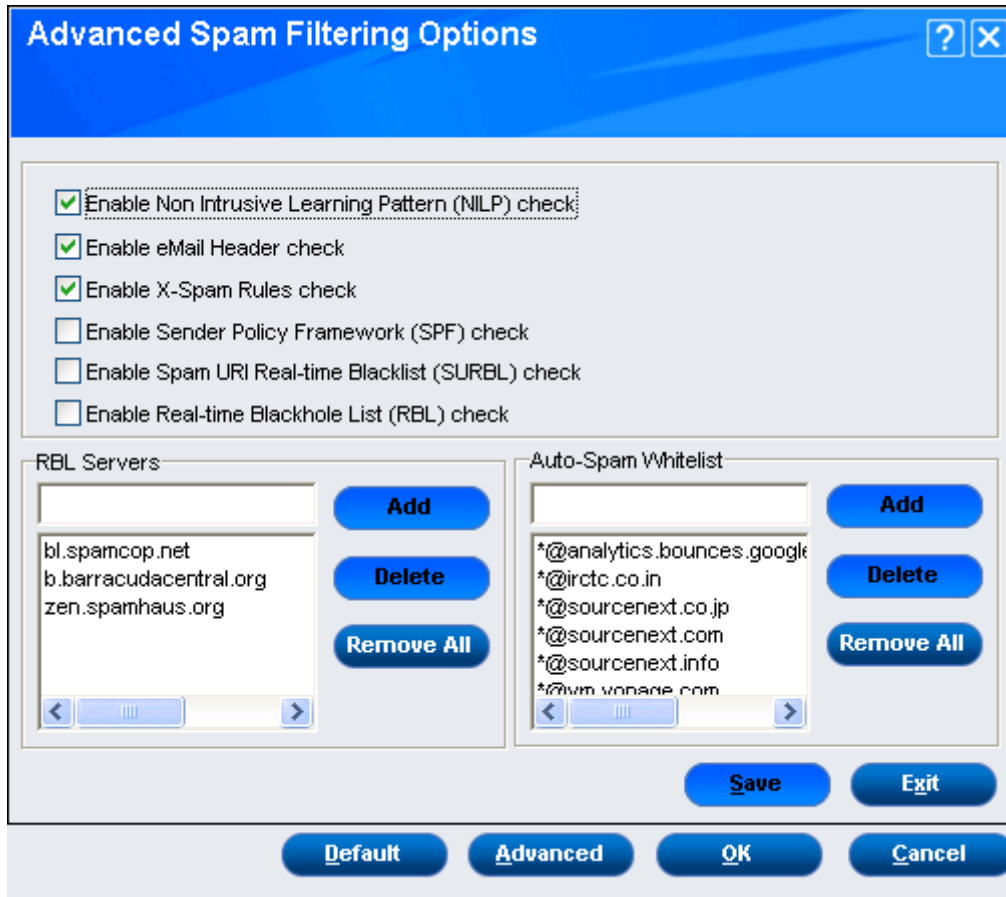 Advanced Spam Filtering Options
Enable Non Intrusive Learning Pattern (NILP) check
Enable eMail Header check
Enable X-Spam Rules check
Enable Sender Policy Framework (SPF) check
Enable Spam URI Real-time Blacklist (SURBL) check
Enable Real-time Blackhole List (RBL) check
RBL Servers
Add
bl.spamcop.net
b.barracudacentral.org
zen.spamhaus.org
Delete
Remove All
Auto-Spam Whitelist
Add
*@analytics.bounces.google
*@irctc.co.in
*@sourcenext.co.jp
*@sourcenext.com
*@sourcenext.info
*@vm.vonage.com
Delete
Remove All
Save
Exit
Default
Advanced
OK
Cancel